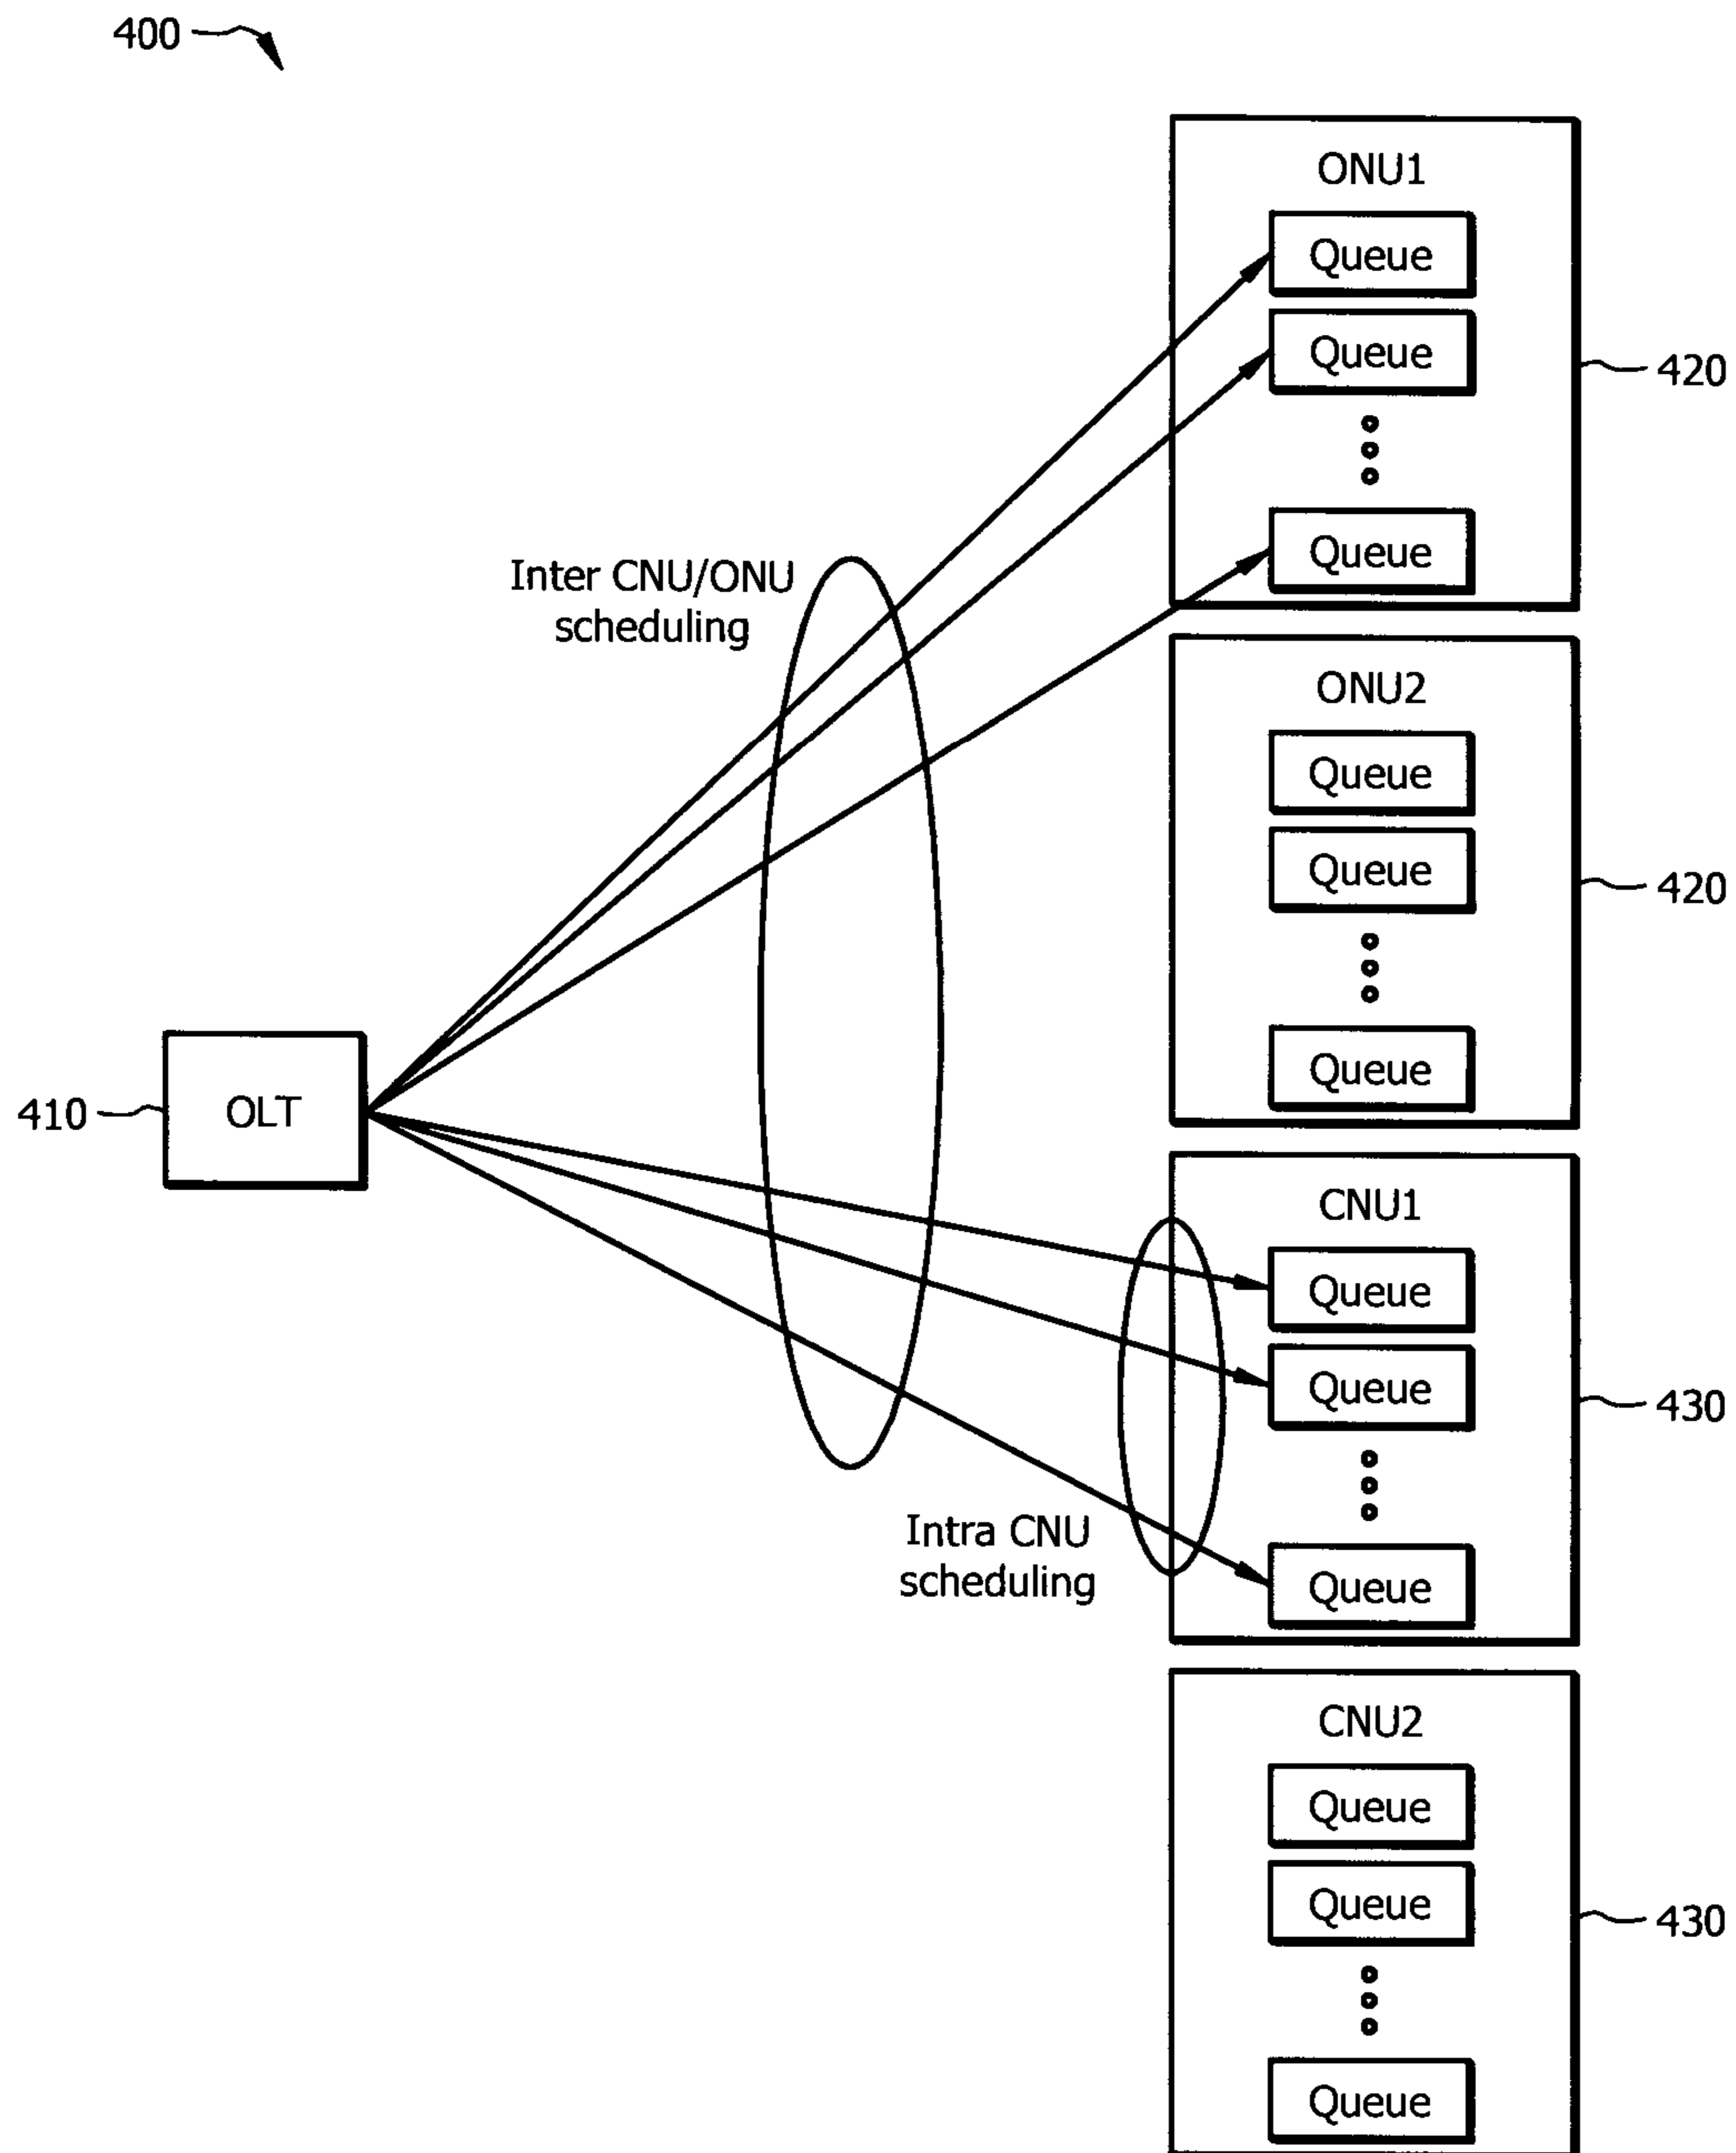 400
ONU1
Queue
Queue
Queue
420
Inter CNU/ONU
scheduling
ONU2
Queue
Queue
Queue
420
410
OLT
CNU1
Queue
Queue
Queue
430
Intra CNU
scheduling
CNU2
Queue
Queue
Queue
430